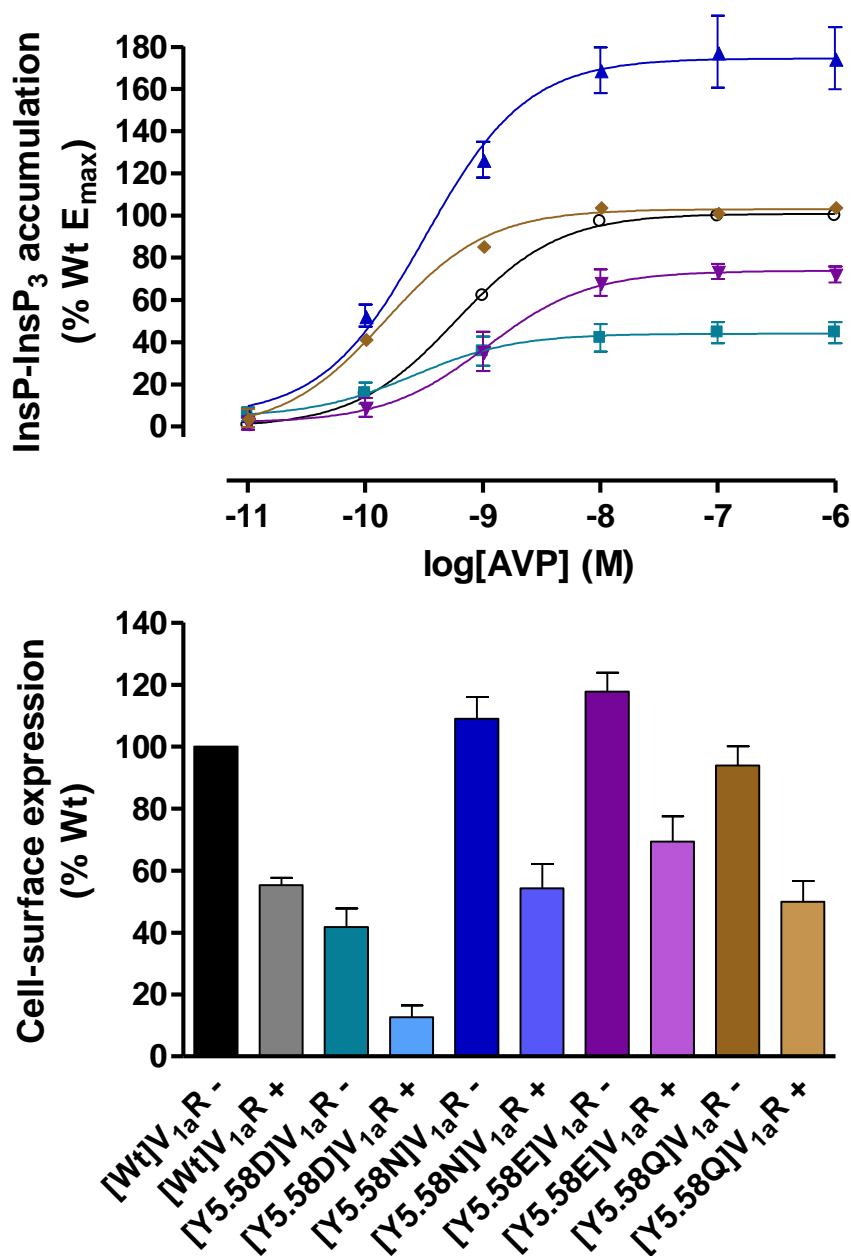 InsP-InsP₃ accumulation
(% Wt Eₘₐₓ)
180
160
140
120
100
80
60
40
20
0
-11 -10 -9 -8 -7 -6
log[AVP] (M)
Cell-surface expression
(% Wt)
140
120
100
80
60
40
20
0
[Wt]V₁ₐR -
[Wt]V₁ₐR +
[Y5.58D]V₁ₐR -
[Y5.58D]V₁ₐR +
[Y5.58N]V₁ₐR -
[Y5.58N]V₁ₐR +
[Y5.58E]V₁ₐR -
[Y5.58E]V₁ₐR +
[Y5.58Q]V₁ₐR -
[Y5.58Q]V₁ₐR +